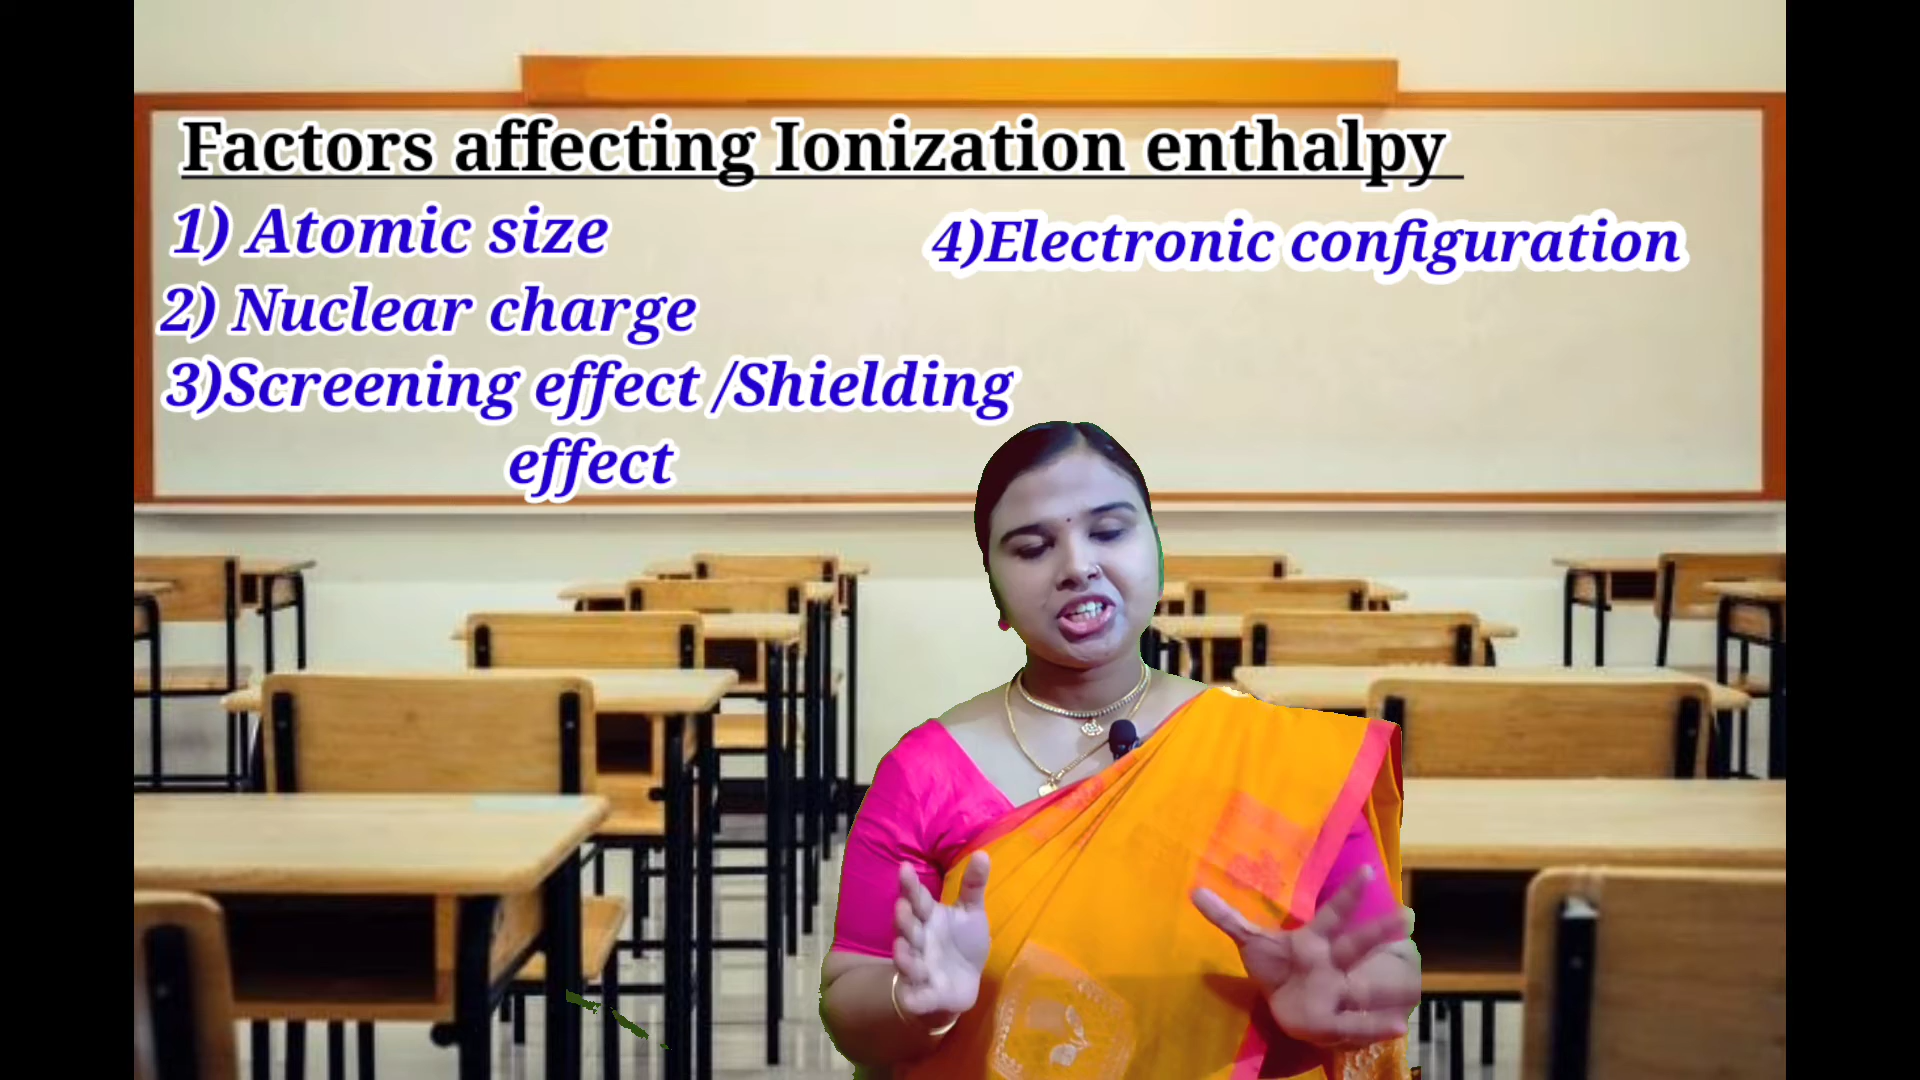 Factors affecting Ionization enthalpy
1) Atomic size
2) Nuclear charge
3)Screening effect /Shielding
effect
4)Electronic configuration